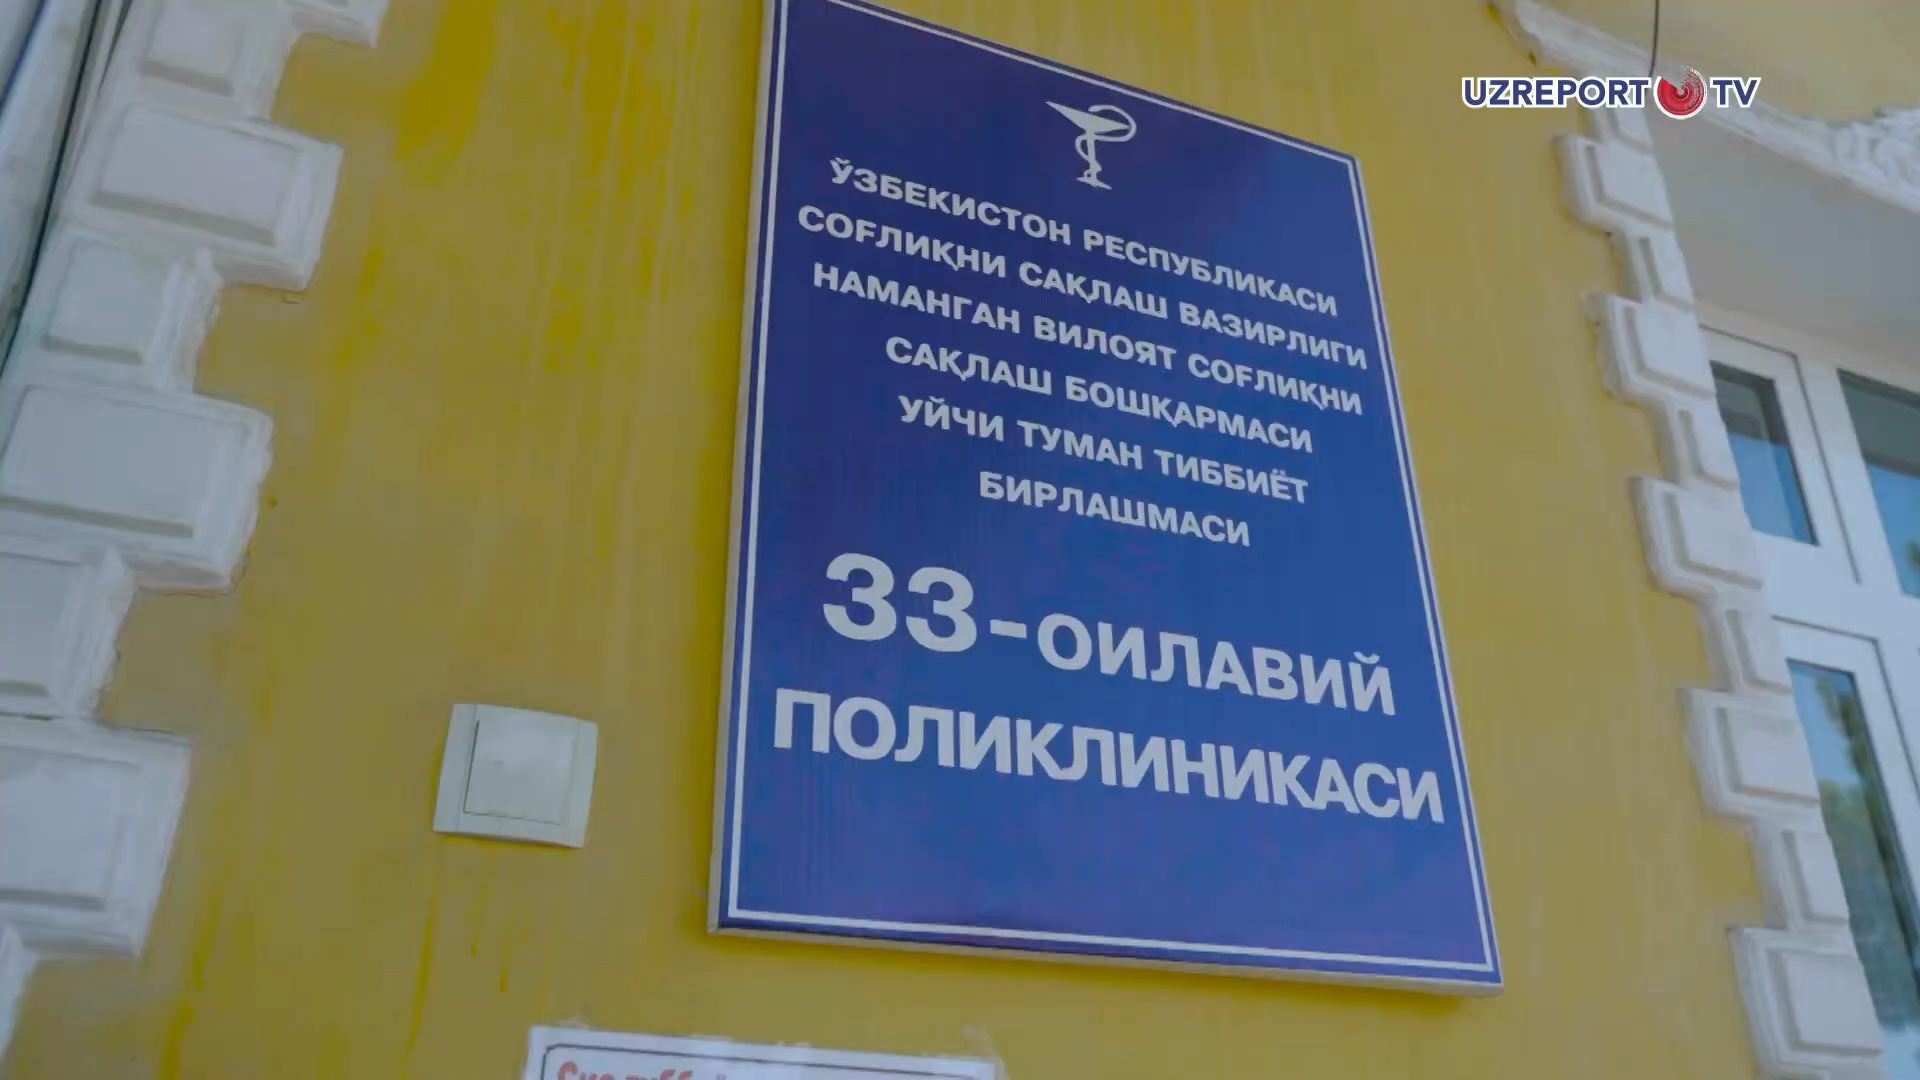 UZREPORT TV
ЎЗБЕКИСТОН РЕСПУБЛИКАСИ
СОҒЛИҚНИ САҚЛАШ ВАЗИРЛИГИ
НАМАНГАН ВИЛОЯТ СОҒЛИҚНИ
САҚЛАШ БОШҚАРМАСИ
УЙЧИ ТУМАН ТИББИЁТ
БИРЛАШМАСИ
33-ОИЛАВИЙ
ПОЛИКЛИНИКАСИ